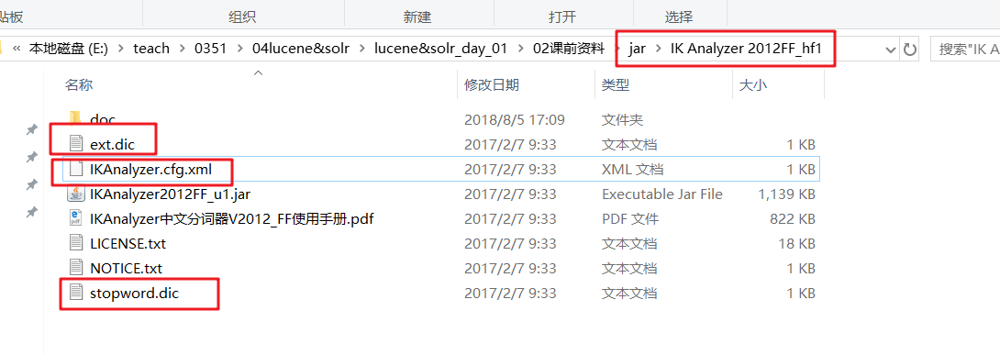 贴板 组织 新建 打开 选择
« 本地磁盘 (E:) > teach > 0351 > 04lucene&solr > lucene&solr_day_01 > 02课前资料 > jar > IK Analyzer 2012FF_hf1 搜索"IK A
名称 修改日期 类型 大小
doc 2018/8/5 17:09 文件夹
ext.dic 2017/2/7 9:33 文本文档 1 KB
IKAnalyzer.cfg.xml 2017/2/7 9:33 XML 文档 1 KB
IKAnalyzer2012FF_u1.jar 2017/2/7 9:33 Executable Jar File 1,139 KB
IKAnalyzer中文分词器V2012_FF使用手册.pdf 2017/2/7 9:33 PDF 文件 822 KB
LICENSE.txt 2017/2/7 9:33 文本文档 18 KB
NOTICE.txt 2017/2/7 9:33 文本文档 1 KB
stopword.dic 2017/2/7 9:33 文本文档 1 KB